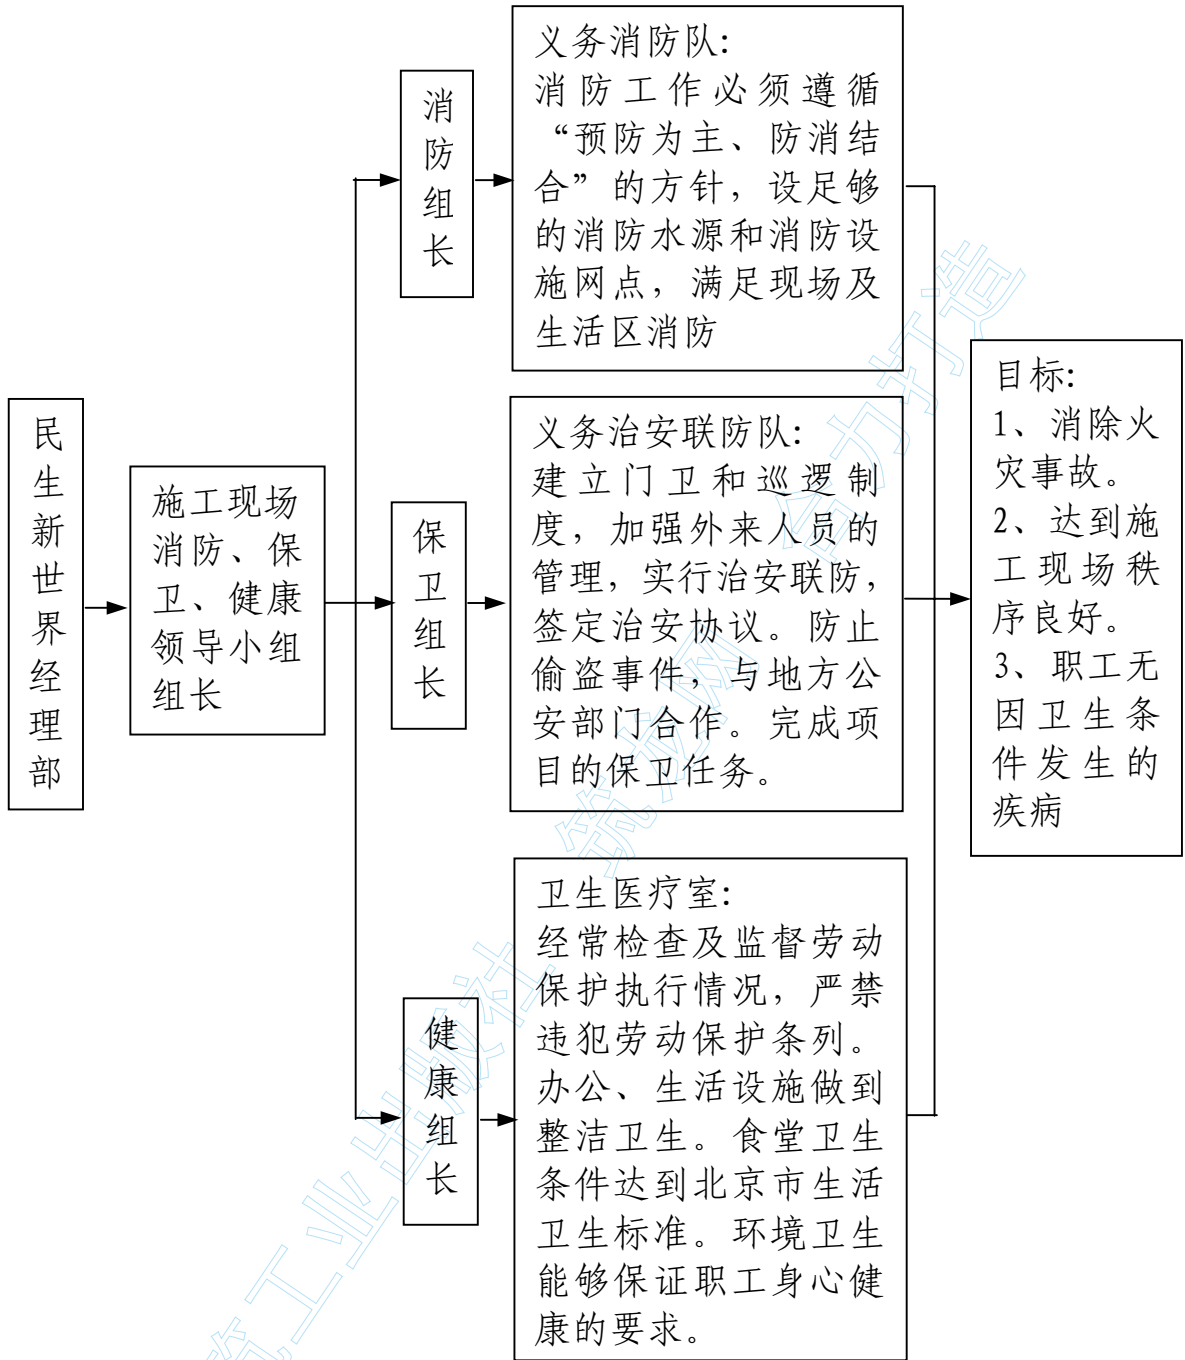 民生新世界经理部
施工现场
消防、保
卫、健康
领导小组
组长
消防组长
义务消防队:
消防工作必须遵循
“预防为主、防消结
合”的方针，设足够
的消防水源和消防设
施网点，满足现场及
生活区消防
保卫组长
义务治安联防队:
建立门卫和巡逻制
度，加强外来人员的
管理，实行治安联防，
签定治安协议。防止
偷盗事件，与地方公
安部门合作。完成项
目的保卫任务。
健康组长
卫生医疗室:
经常检查及监督劳动
保护执行情况，严禁
违犯劳动保护条列。
办公、生活设施做到
整洁卫生。食堂卫生
条件达到北京市生活
卫生标准。环境卫生
能够保证职工身心健
康的要求。
目标:
1、消除火
灾事故。
2、达到施
工现场秩
序良好。
3、职工无
因卫生条
件发生的
疾病
筑工业出版社 筑龙网 合力打造